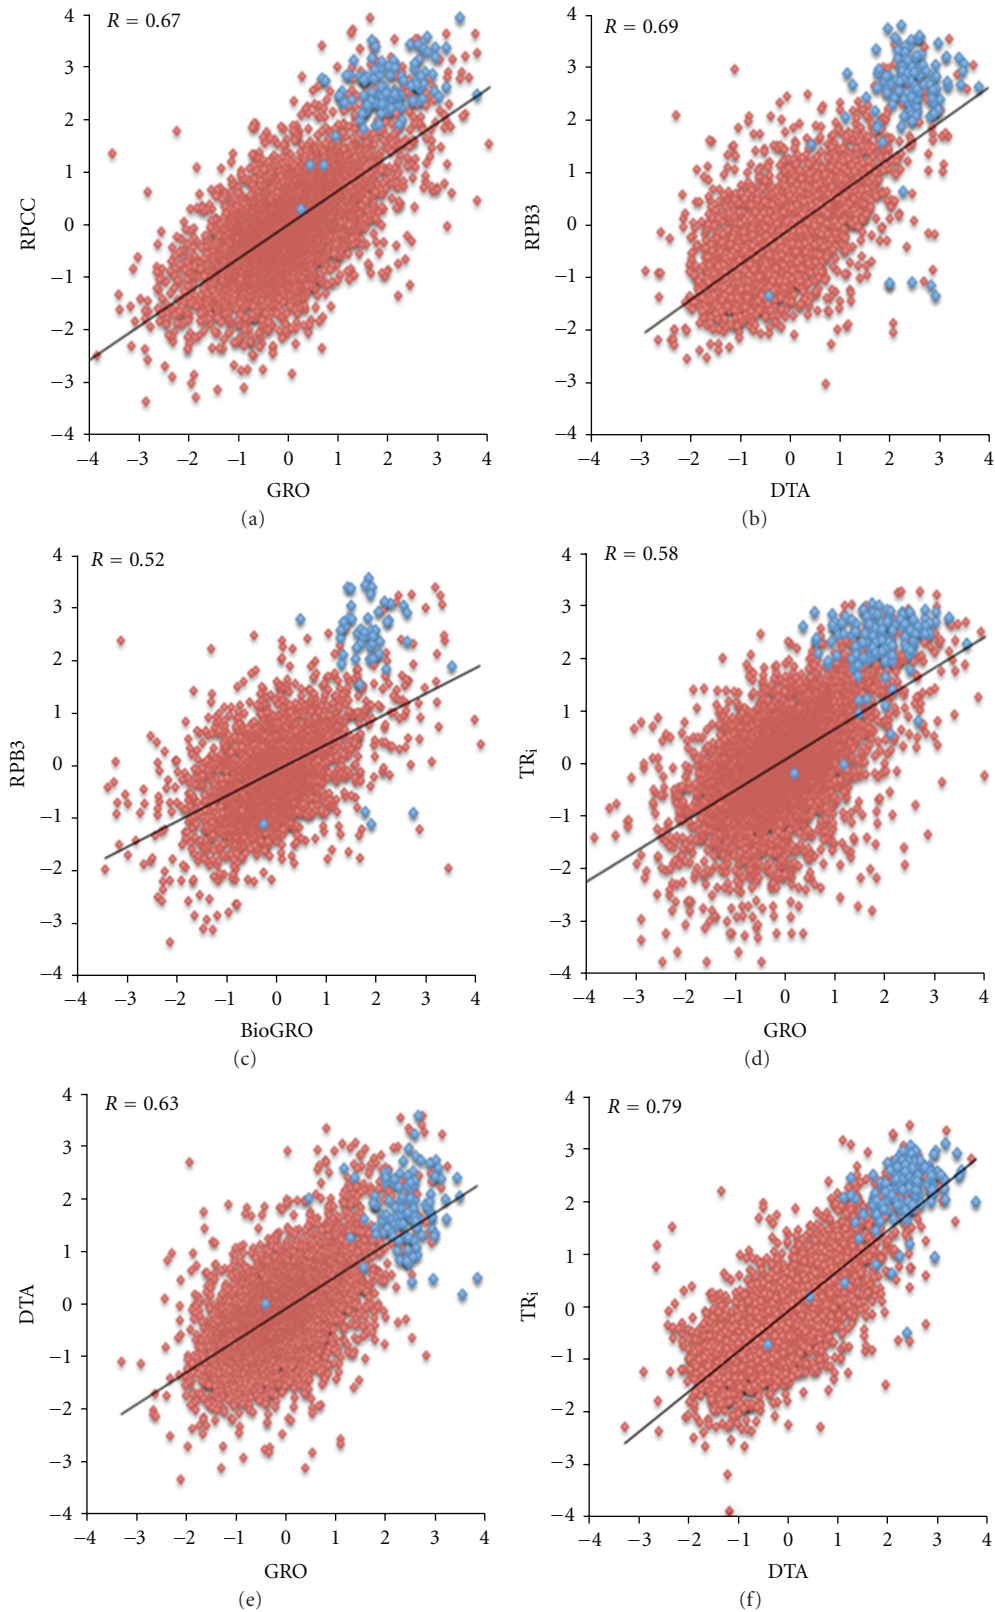 R = 0.67
4
3
2
1
0
−1
−2
−3
−4
RPCC
−4 −3 −2 −1 0 1 2 3 4
GRO
(a)
R = 0.69
4
3
2
1
0
−1
−2
−3
−4
RPB3
−4 −3 −2 −1 0 1 2 3 4
DTA
(b)
R = 0.52
4
3
2
1
0
−1
−2
−3
−4
RPB3
−4 −3 −2 −1 0 1 2 3 4
BioGRO
(c)
R = 0.58
4
3
2
1
0
−1
−2
−3
−4
TRi
−4 −3 −2 −1 0 1 2 3 4
GRO
(d)
R = 0.63
4
3
2
1
0
−1
−2
−3
−4
DTA
−4 −3 −2 −1 0 1 2 3 4
GRO
(e)
R = 0.79
4
3
2
1
0
−1
−2
−3
−4
TRi
−4 −3 −2 −1 0 1 2 3 4
DTA
(f)